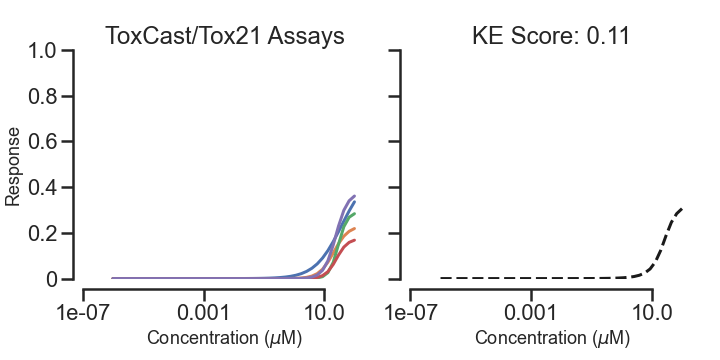 ToxCast/Tox21 Assays
KE Score: 0.11
Response
1.0
0.8
0.6
0.4
0.2
0
1e-07
0.001
10.0
1e-07
0.001
10.0
Concentration (μM)
Concentration (μM)